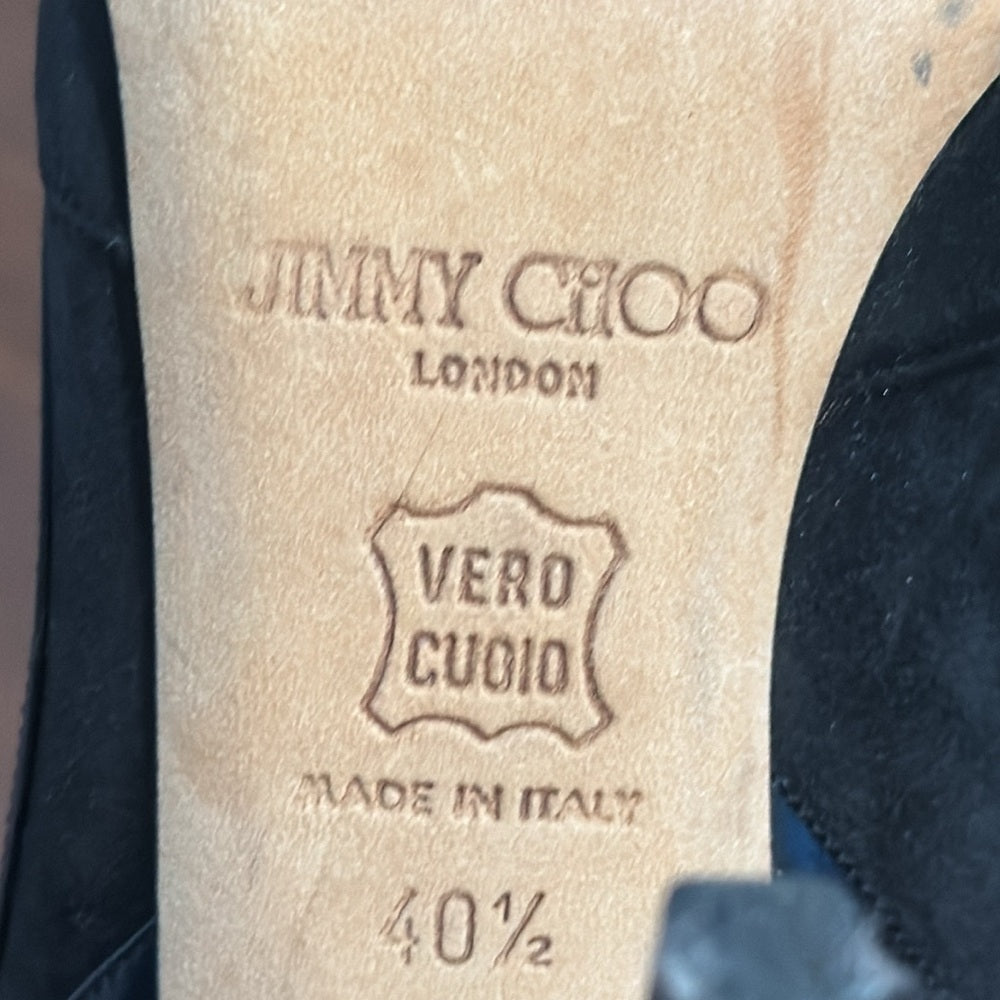 JIMMY CHOO
LONDON
VERO
CUOIO
MADE IN ITALY
40½